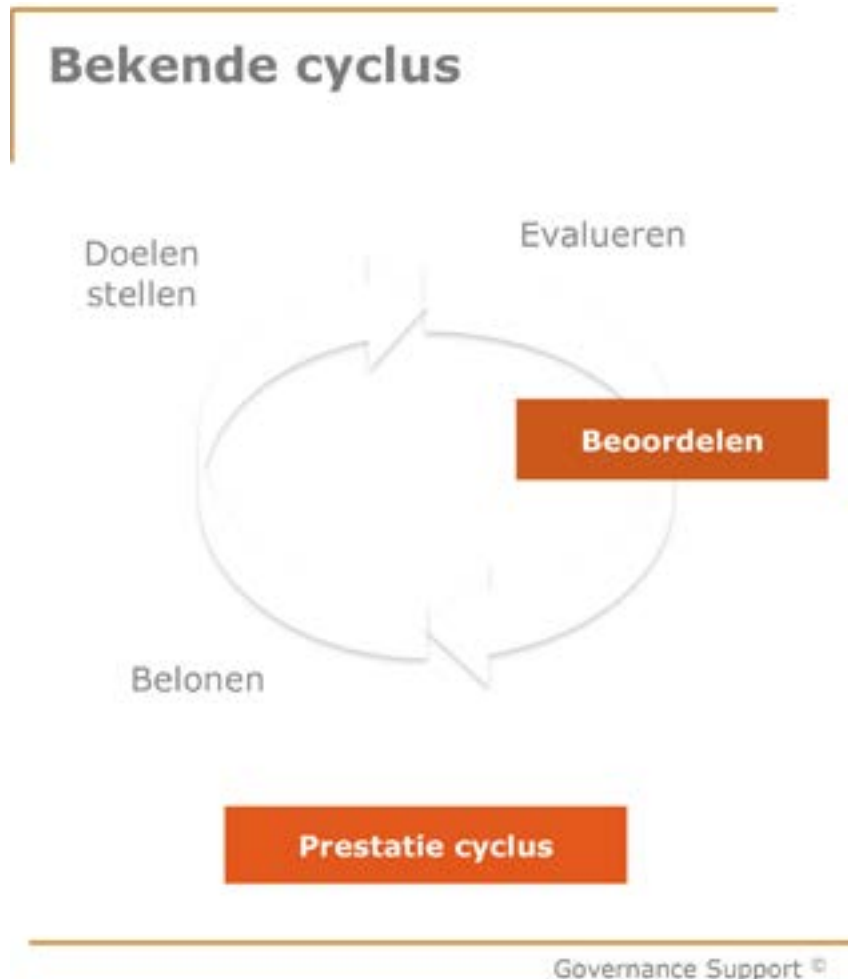 Bekende cyclus
Evalueren
Doelen
stellen
Beoordelen
Belonen
Prestatie cyclus
Governance Support ©